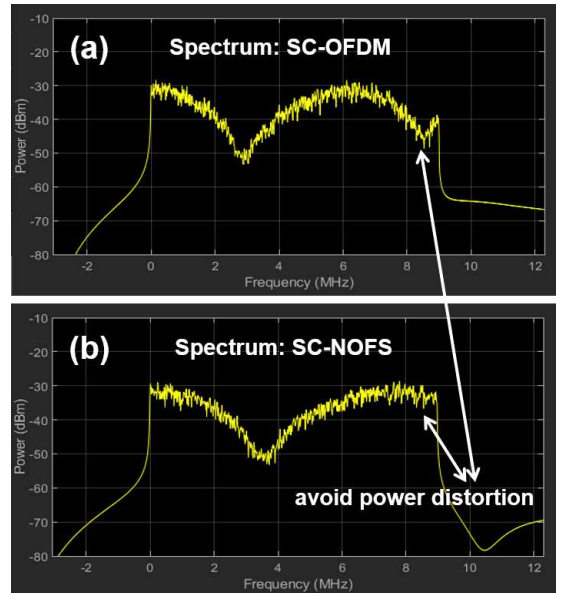 (a) Spectrum: SC-OFDM
-10
-20
-30
-40
-50
-60
-70
-80
Power (dBm)
-2 0 2 4 6 8 10 12
Frequency (MHz)
(b) Spectrum: SC-NOFS
-10
-20
-30
-40
-50
-60
-70
-80
Power (dBm)
avoid power distortion
-2 0 2 4 6 8 10 12
Frequency (MHz)